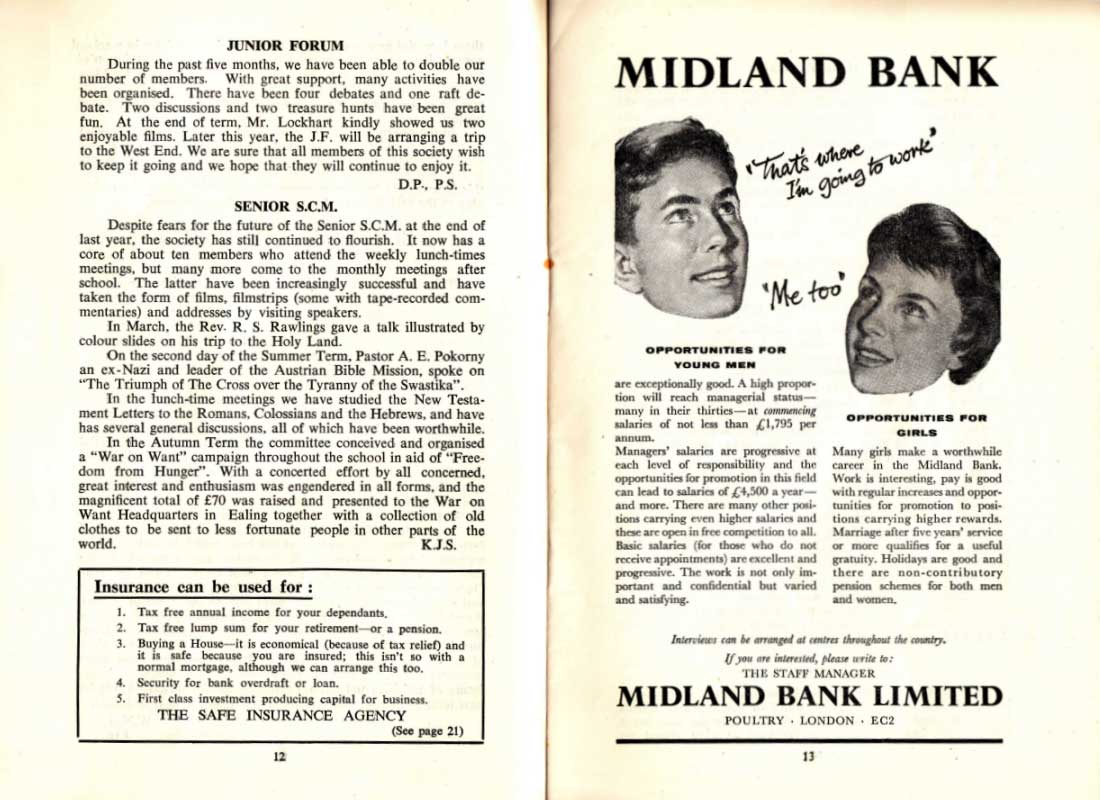 JUNIOR FORUM
During the past five months, we have been able to double our
number of members. With great support, many activities have
been organised. There have been four debates and one raft de-
bate. Two discussions and two treasure hunts have been great
fun. At the end of term, Mr. Lockhart kindly showed us two
enjoyable films. Later this year, the J.F. will be arranging a trip
to the West End. We are sure that all members of this society wish
to keep it going and we hope that they will continue to enjoy it.
D.P., P.S.
SENIOR S.C.M.
Despite fears for the future of the Senior S.C.M. at the end of
last year, the society has still continued to flourish. It now has a
core of about ten members who attend the weekly lunch-times
meetings, but many more come to the monthly meetings after
school. The latter have been increasingly successful and have
taken the form of films, filmstrips (some with tape-recorded com-
mentaries) and addresses by visiting speakers.
In March, the Rev. R. S. Rawlings gave a talk illustrated by
colour slides on his trip to the Holy Land.
On the second day of the Summer Term, Pastor A. E. Pokorny
an ex-Nazi and leader of the Austrian Bible Mission, spoke on
"The Triumph of The Cross over the Tyranny of the Swastika".
In the lunch-time meetings we have studied the New Testa-
ment Letters to the Romans, Colossians and the Hebrews, and have
has several general discussions, all of which have been worthwhile.
In the Autumn Term the committee conceived and organised
a "War on Want" campaign throughout the school in aid of "Free-
dom from Hunger". With a concerted effort by all concerned,
great interest and enthusiasm was engendered in all forms, and the
magnificent total of £70 was raised and presented to the War on
Want Headquarters in Ealing together with a collection of old
clothes to be sent to less fortunate people in other parts of the
world. K.J.S.
Insurance can be used for :
1. Tax free annual income for your dependants.
2. Tax free lump sum for your retirement—or a pension.
3. Buying a House—it is economical (because of tax relief) and
it is safe because you are insured; this isn't so with a
normal mortgage, although we can arrange this too.
4. Security for bank overdraft or loan.
5. First class investment producing capital for business.
THE SAFE INSURANCE AGENCY
(See page 21)
12
MIDLAND BANK
"That's where
I'm going to work"
'Me too'
OPPORTUNITIES FOR
YOUNG MEN
are exceptionally good. A high propor-
tion will reach managerial status—
many in their thirties—at commencing
salaries of not less than £1,795 per
annum.
Managers' salaries are progressive at
each level of responsibility and the
opportunities for promotion in this field
can lead to salaries of £4,500 a year—
and more. There are many other posi-
tions carrying even higher salaries and
these are open in free competition to all.
Basic salaries (for those who do not
receive appointments) are excellent and
progressive. The work is not only im-
portant and confidential but varied
and satisfying.
OPPORTUNITIES FOR
GIRLS
Many girls make a worthwhile
career in the Midland Bank.
Work is interesting, pay is good
with regular increases and oppor-
tunities for promotion to posi-
tions carrying higher rewards.
Marriage after five years' service
or more qualifies for a useful
gratuity. Holidays are good and
there are non-contributory
pension schemes for both men
and women.
Interviews can be arranged at centres throughout the country.
If you are interested, please write to:
THE STAFF MANAGER
MIDLAND BANK LIMITED
POULTRY · LONDON · EC2
13